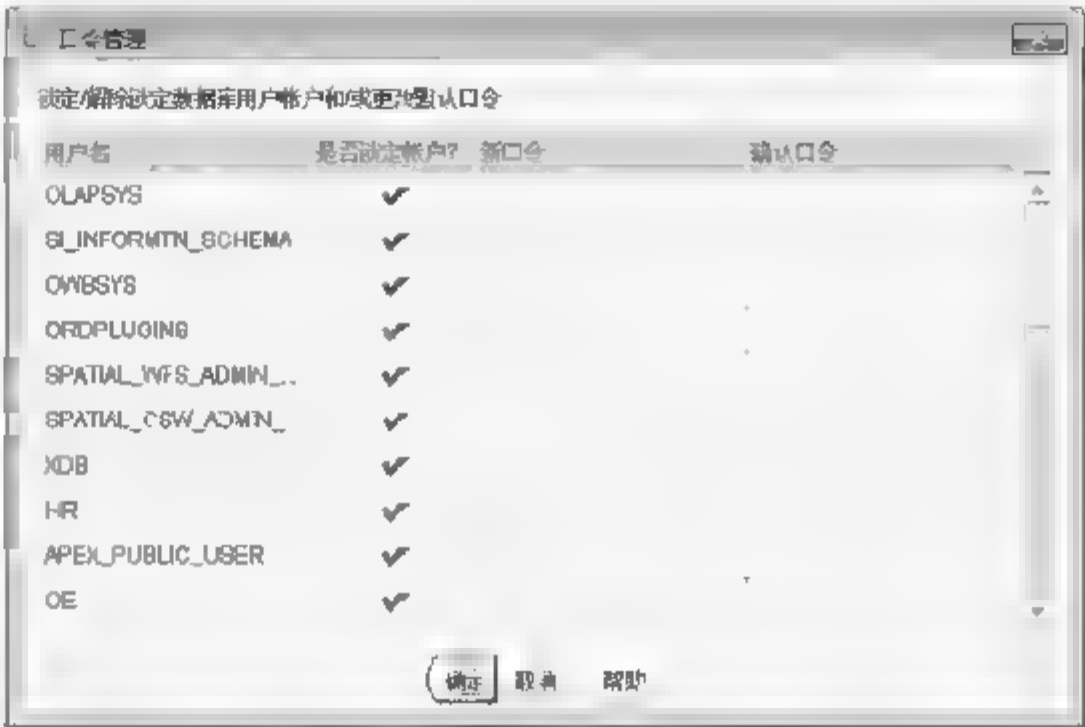 口令管理
锁定/解除锁定数据库用户帐户和/或更改默认口令
用户名 是否锁定帐户? 新口令 确认口令
OLAPSYS
SI_INFORMTN_SCHEMA
OWBSYS
ORDPLUGINS
SPATIAL_WFS_ADMIN_...
SPATIAL_CSW_ADMIN_
XDB
HR
APEX_PUBLIC_USER
OE
确定 取消 帮助